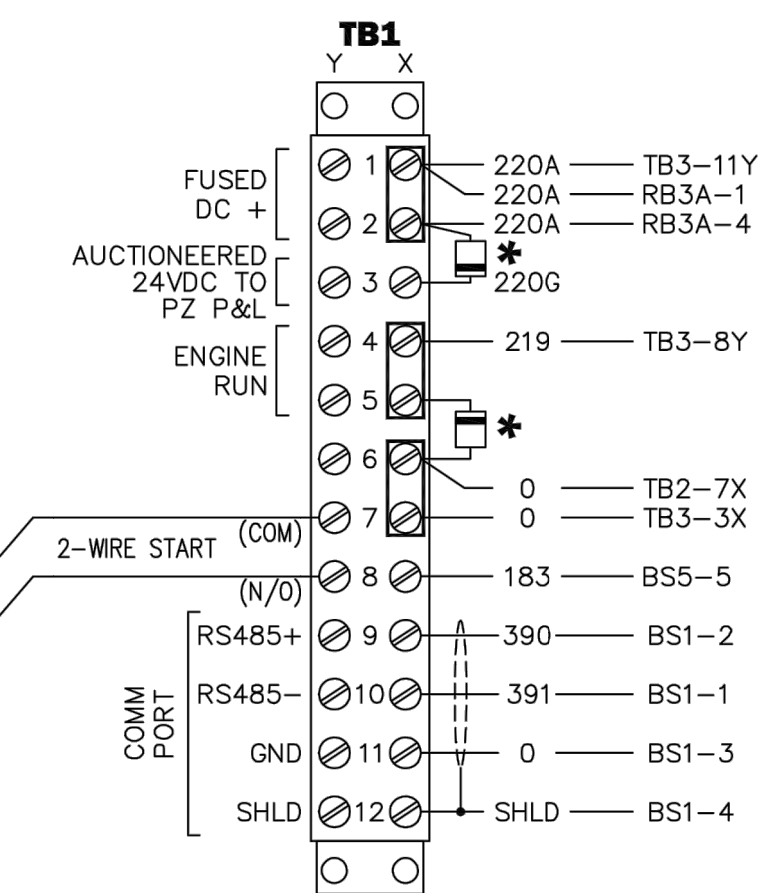 TB1
Y X
1 220A TB3-11Y
220A RB3A-1
FUSED
DC +
2 220A RB3A-4
*
AUCTIONEERED
24VDC TO
PZ P&L
3 220G
4 219 TB3-8Y
ENGINE
RUN
5
*
6
0 TB2-7X
(COM) 7 0 TB3-3X
2-WIRE START
(N/O) 8 183 BS5-5
COMM
PORT
RS485+ 9 390 BS1-2
RS485- 10 391 BS1-1
GND 11 0 BS1-3
SHLD 12 SHLD BS1-4